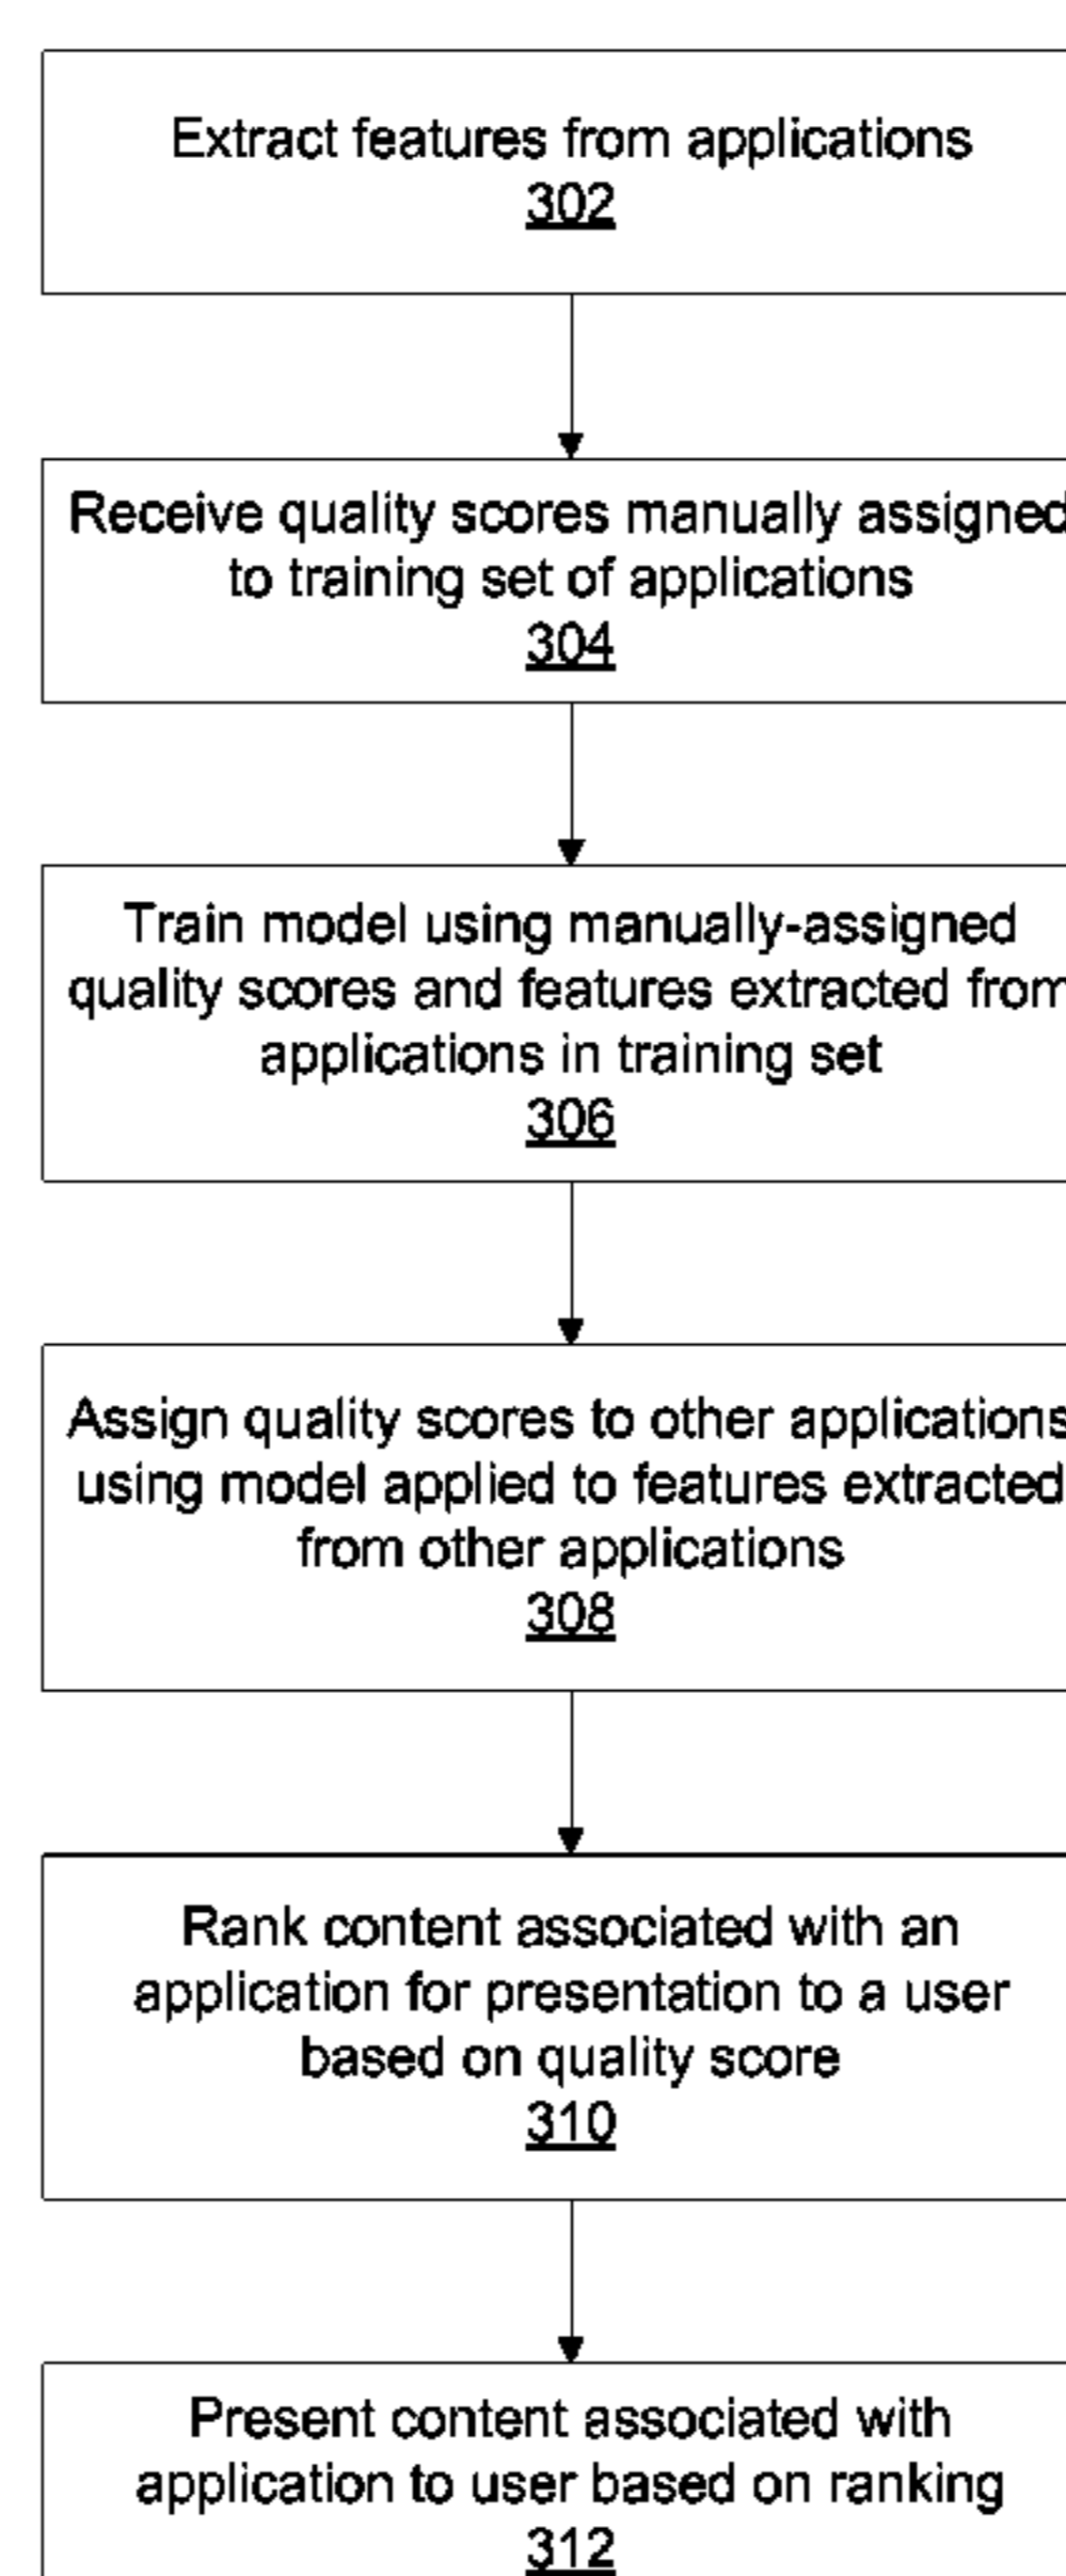 Extract features from applications
302
Receive quality scores manually assigned
to training set of applications
304
Train model using manually-assigned
quality scores and features extracted from
applications in training set
306
Assign quality scores to other applications
using model applied to features extracted
from other applications
308
Rank content associated with an
application for presentation to a user
based on quality score
310
Present content associated with
application to user based on ranking
312